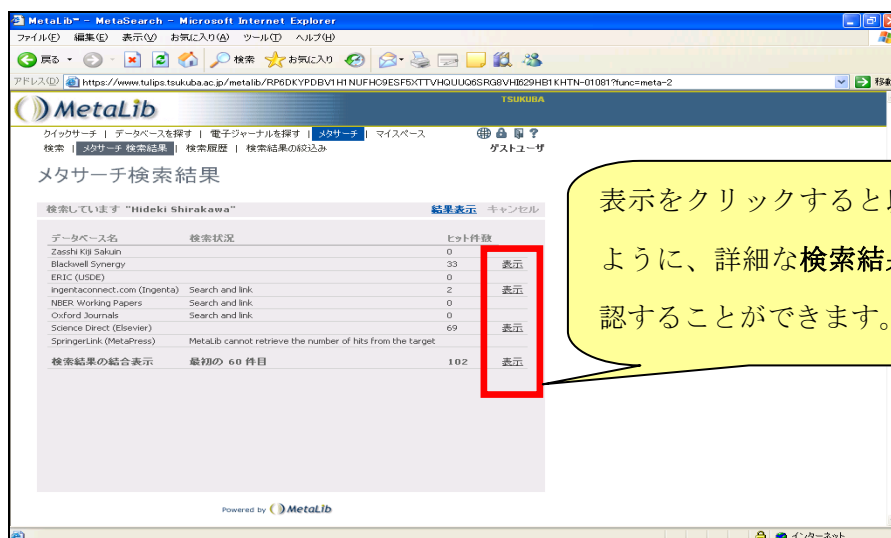 MetaLib™ - MetaSearch - Microsoft Internet Explorer
ファイル(F) 編集(E) 表示(V) お気に入り(A) ツール(T) ヘルプ(H)
戻る 検索 お気に入り
アドレス(D) https://www.tulips.tsukuba.ac.jp/metalib/RP6DKYPDBV1H1NUFHC9ESF5XTTVHQUUQ6SRG8VHI629HB1KHTN-01081?func=meta-2 移動
MetaLib TSUKUBA
クイックサーチ | データベースを探す | 電子ジャーナルを探す | メタサーチ | マイスペース ?
検索 | メタサーチ 検索結果 | 検索履歴 | 検索結果の絞込み ゲストユーザ
メタサーチ検索結果
検索しています "Hideki Shirakawa" 結果表示 キャンセル
データベース名 検索状況 ヒット件数
Zasshi Kiji Sakuin 0
Blackwell Synergy 33 表示
ERIC (USDE) 0
ingentaconnect.com (Ingenta) Search and link 2 表示
NBER Working Papers Search and link 0
Oxford Journals Search and link 0
Science Direct (Elsevier) 69 表示
SpringerLink (MetaPress) MetaLib cannot retrieve the number of hits from the target
検索結果の結合表示 最初の 60 件目 102 表示
表示をクリックすると
ように、詳細な検索結
認することができます。
Powered by MetaLib
インターネット